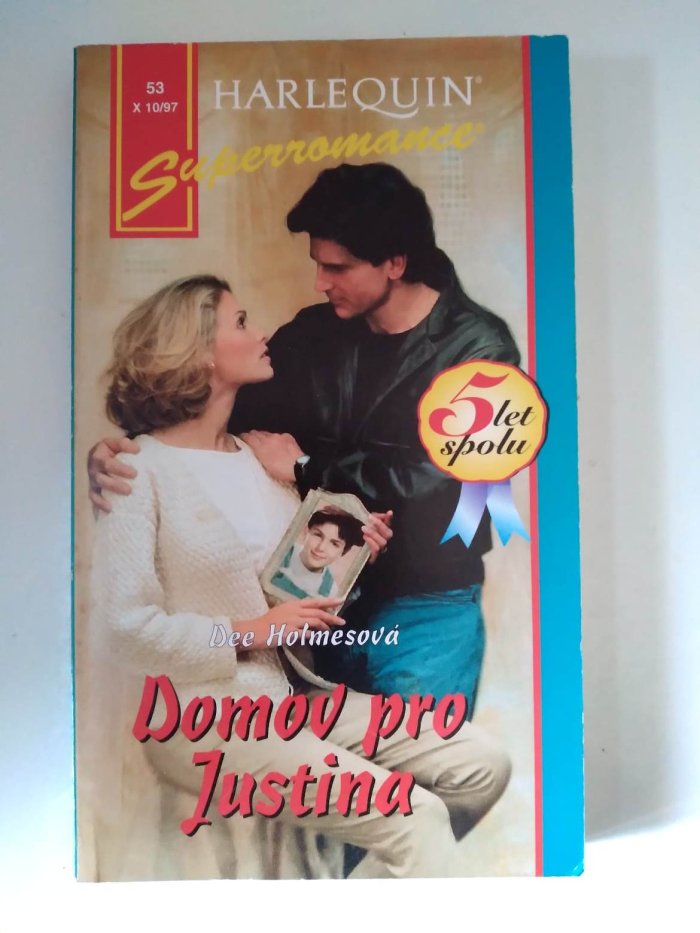 53
X 10/97
HARLEQUIN®
Superromance®
5 let
spolu
Dee Holmesová
Domov pro
Justina